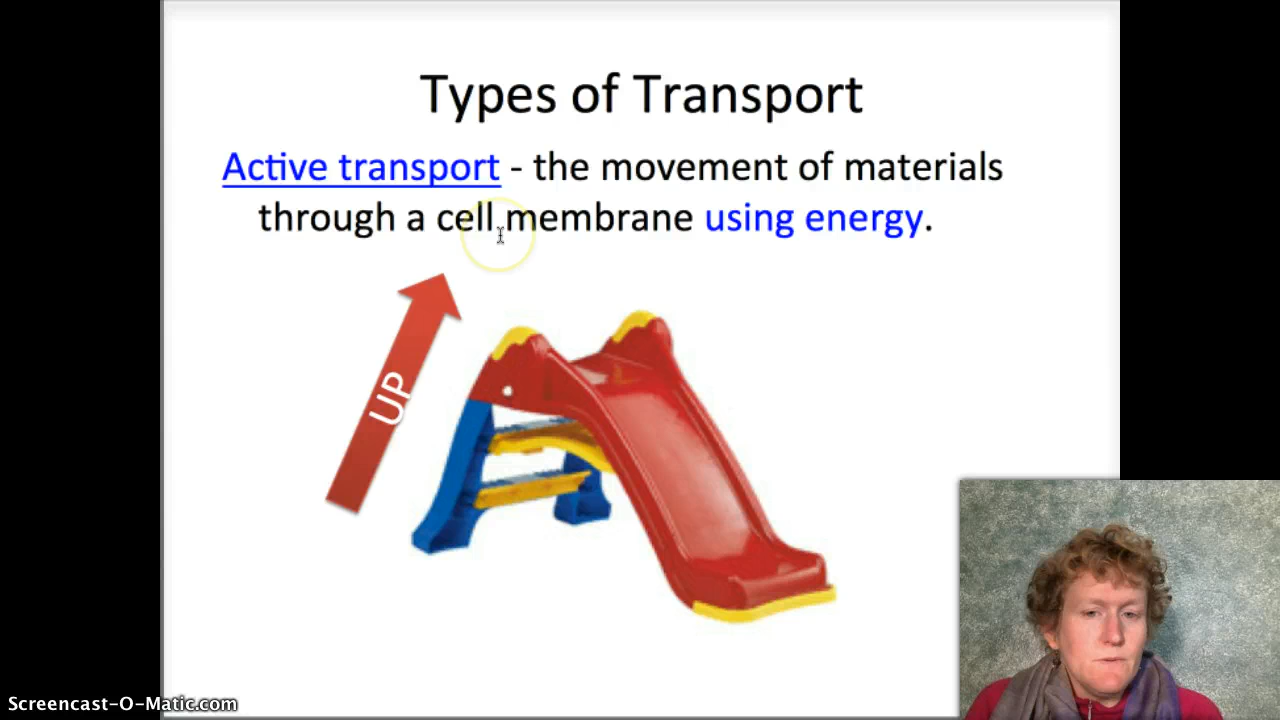 Types of Transport
Active transport - the movement of materials
through a cell membrane using energy.
UP
Screencast-O-Matic.com